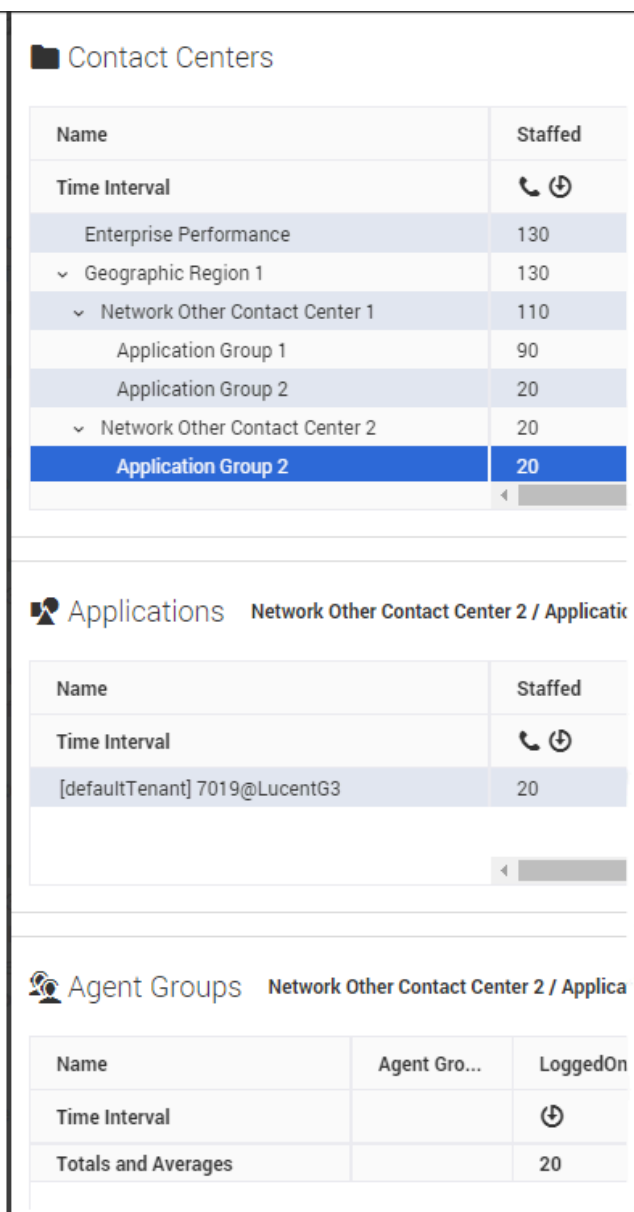 Contact Centers
Name Staffed
Time Interval
Enterprise Performance 130
Geographic Region 1 130
Network Other Contact Center 1 110
Application Group 1 90
Application Group 2 20
Network Other Contact Center 2 20
Application Group 2 20
Applications Network Other Contact Center 2 / Applicatio
Name Staffed
Time Interval
[defaultTenant] 7019@LucentG3 20
Agent Groups Network Other Contact Center 2 / Applica
Name Agent Gro... LoggedOn
Time Interval
Totals and Averages 20